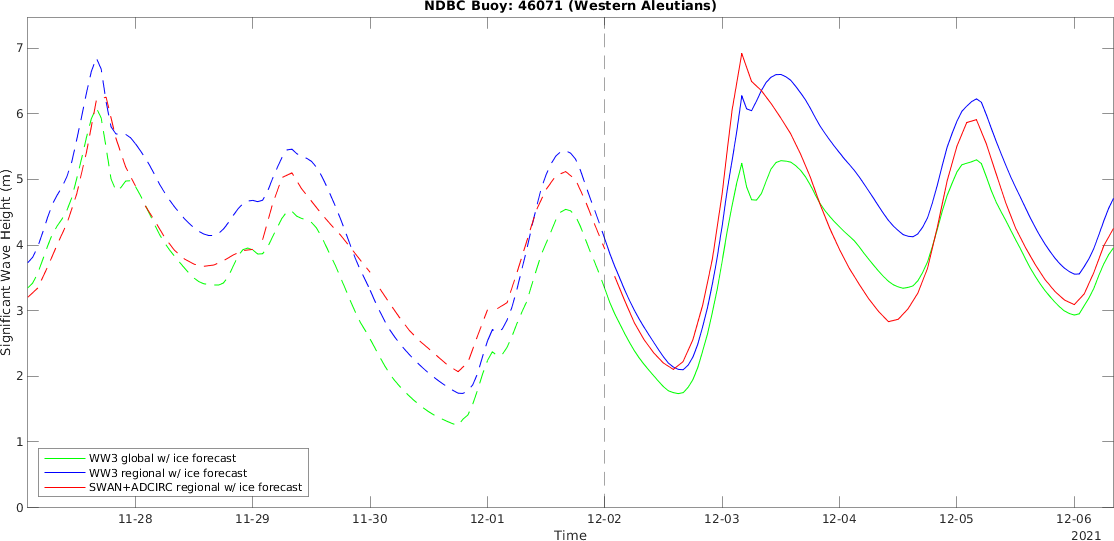 NDBC Buoy: 46071 (Western Aleutians)
7
6
5
4
3
2
1
0
Significant Wave Height (m)
WW3 global w/ ice forecast
WW3 regional w/ ice forecast
SWAN+ADCIRC regional w/ ice forecast
11-28 11-29 11-30 12-01 12-02 12-03 12-04 12-05 12-06
Time
2021